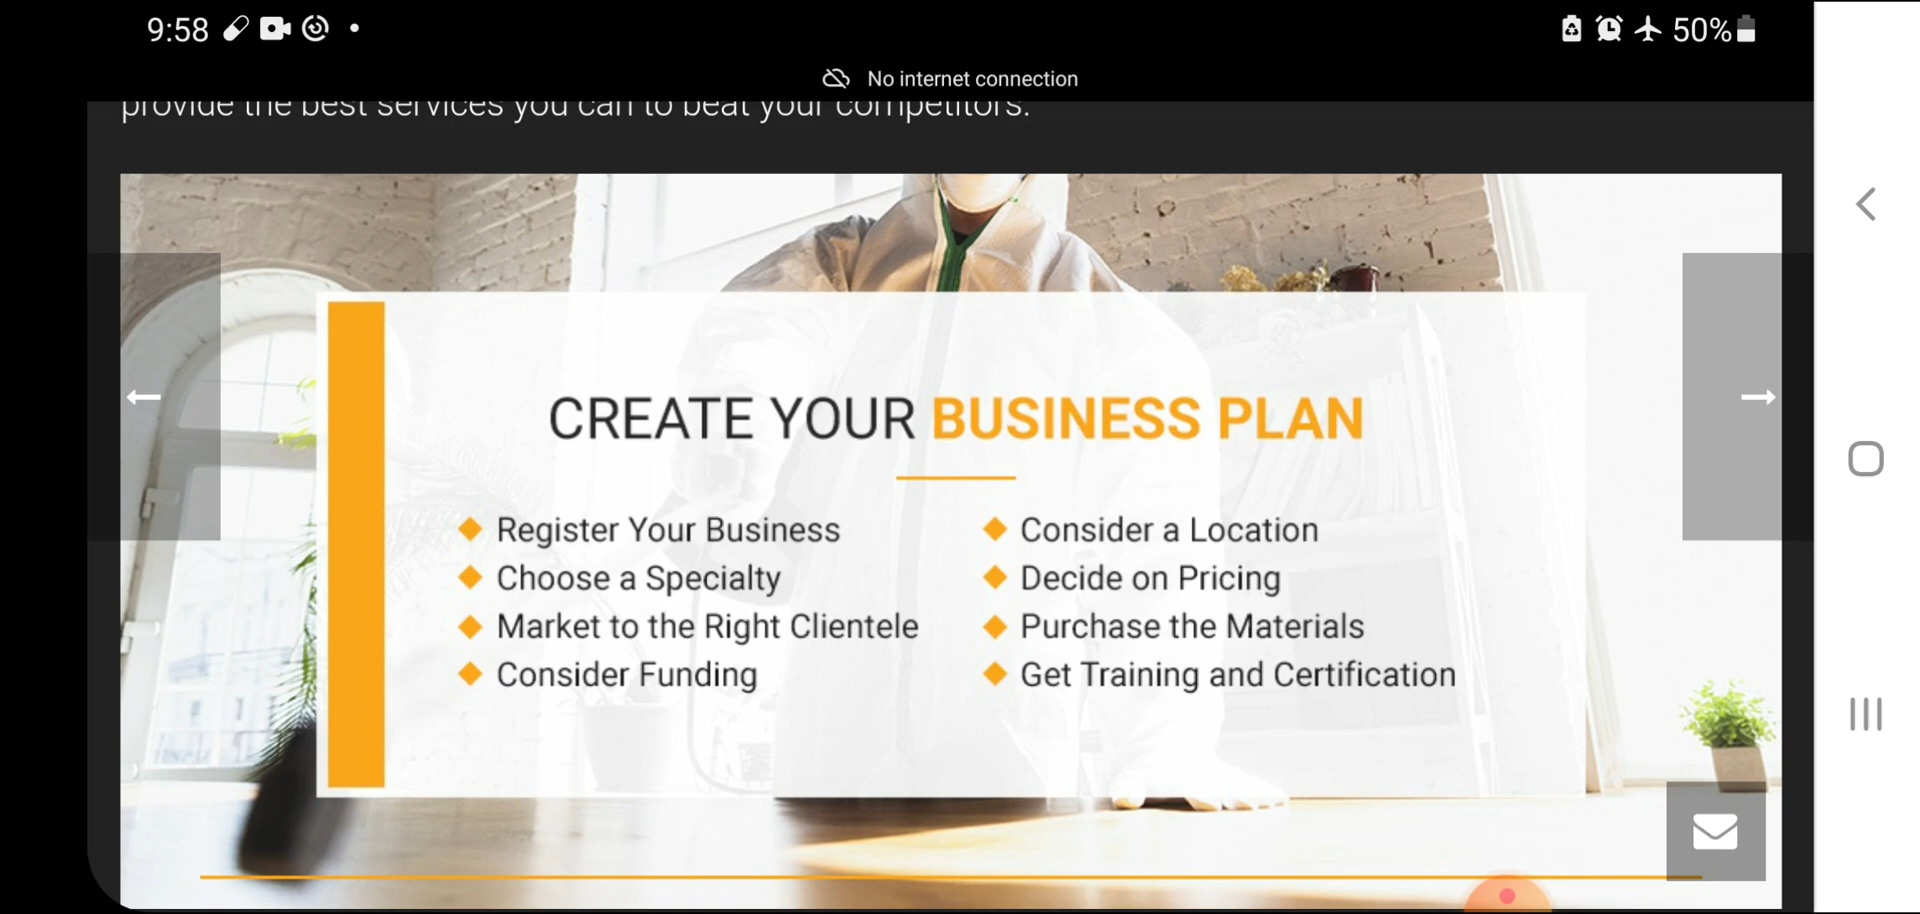 9:58
50%
No internet connection
provide the best services you can to beat your competitors.
CREATE YOUR BUSINESS PLAN
Register Your Business
Choose a Specialty
Market to the Right Clientele
Consider Funding
Consider a Location
Decide on Pricing
Purchase the Materials
Get Training and Certification